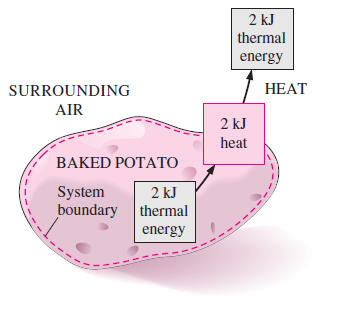 2 kJ
thermal
energy
SURROUNDING
AIR
HEAT
2 kJ
heat
BAKED POTATO
System
boundary
2 kJ
thermal
energy